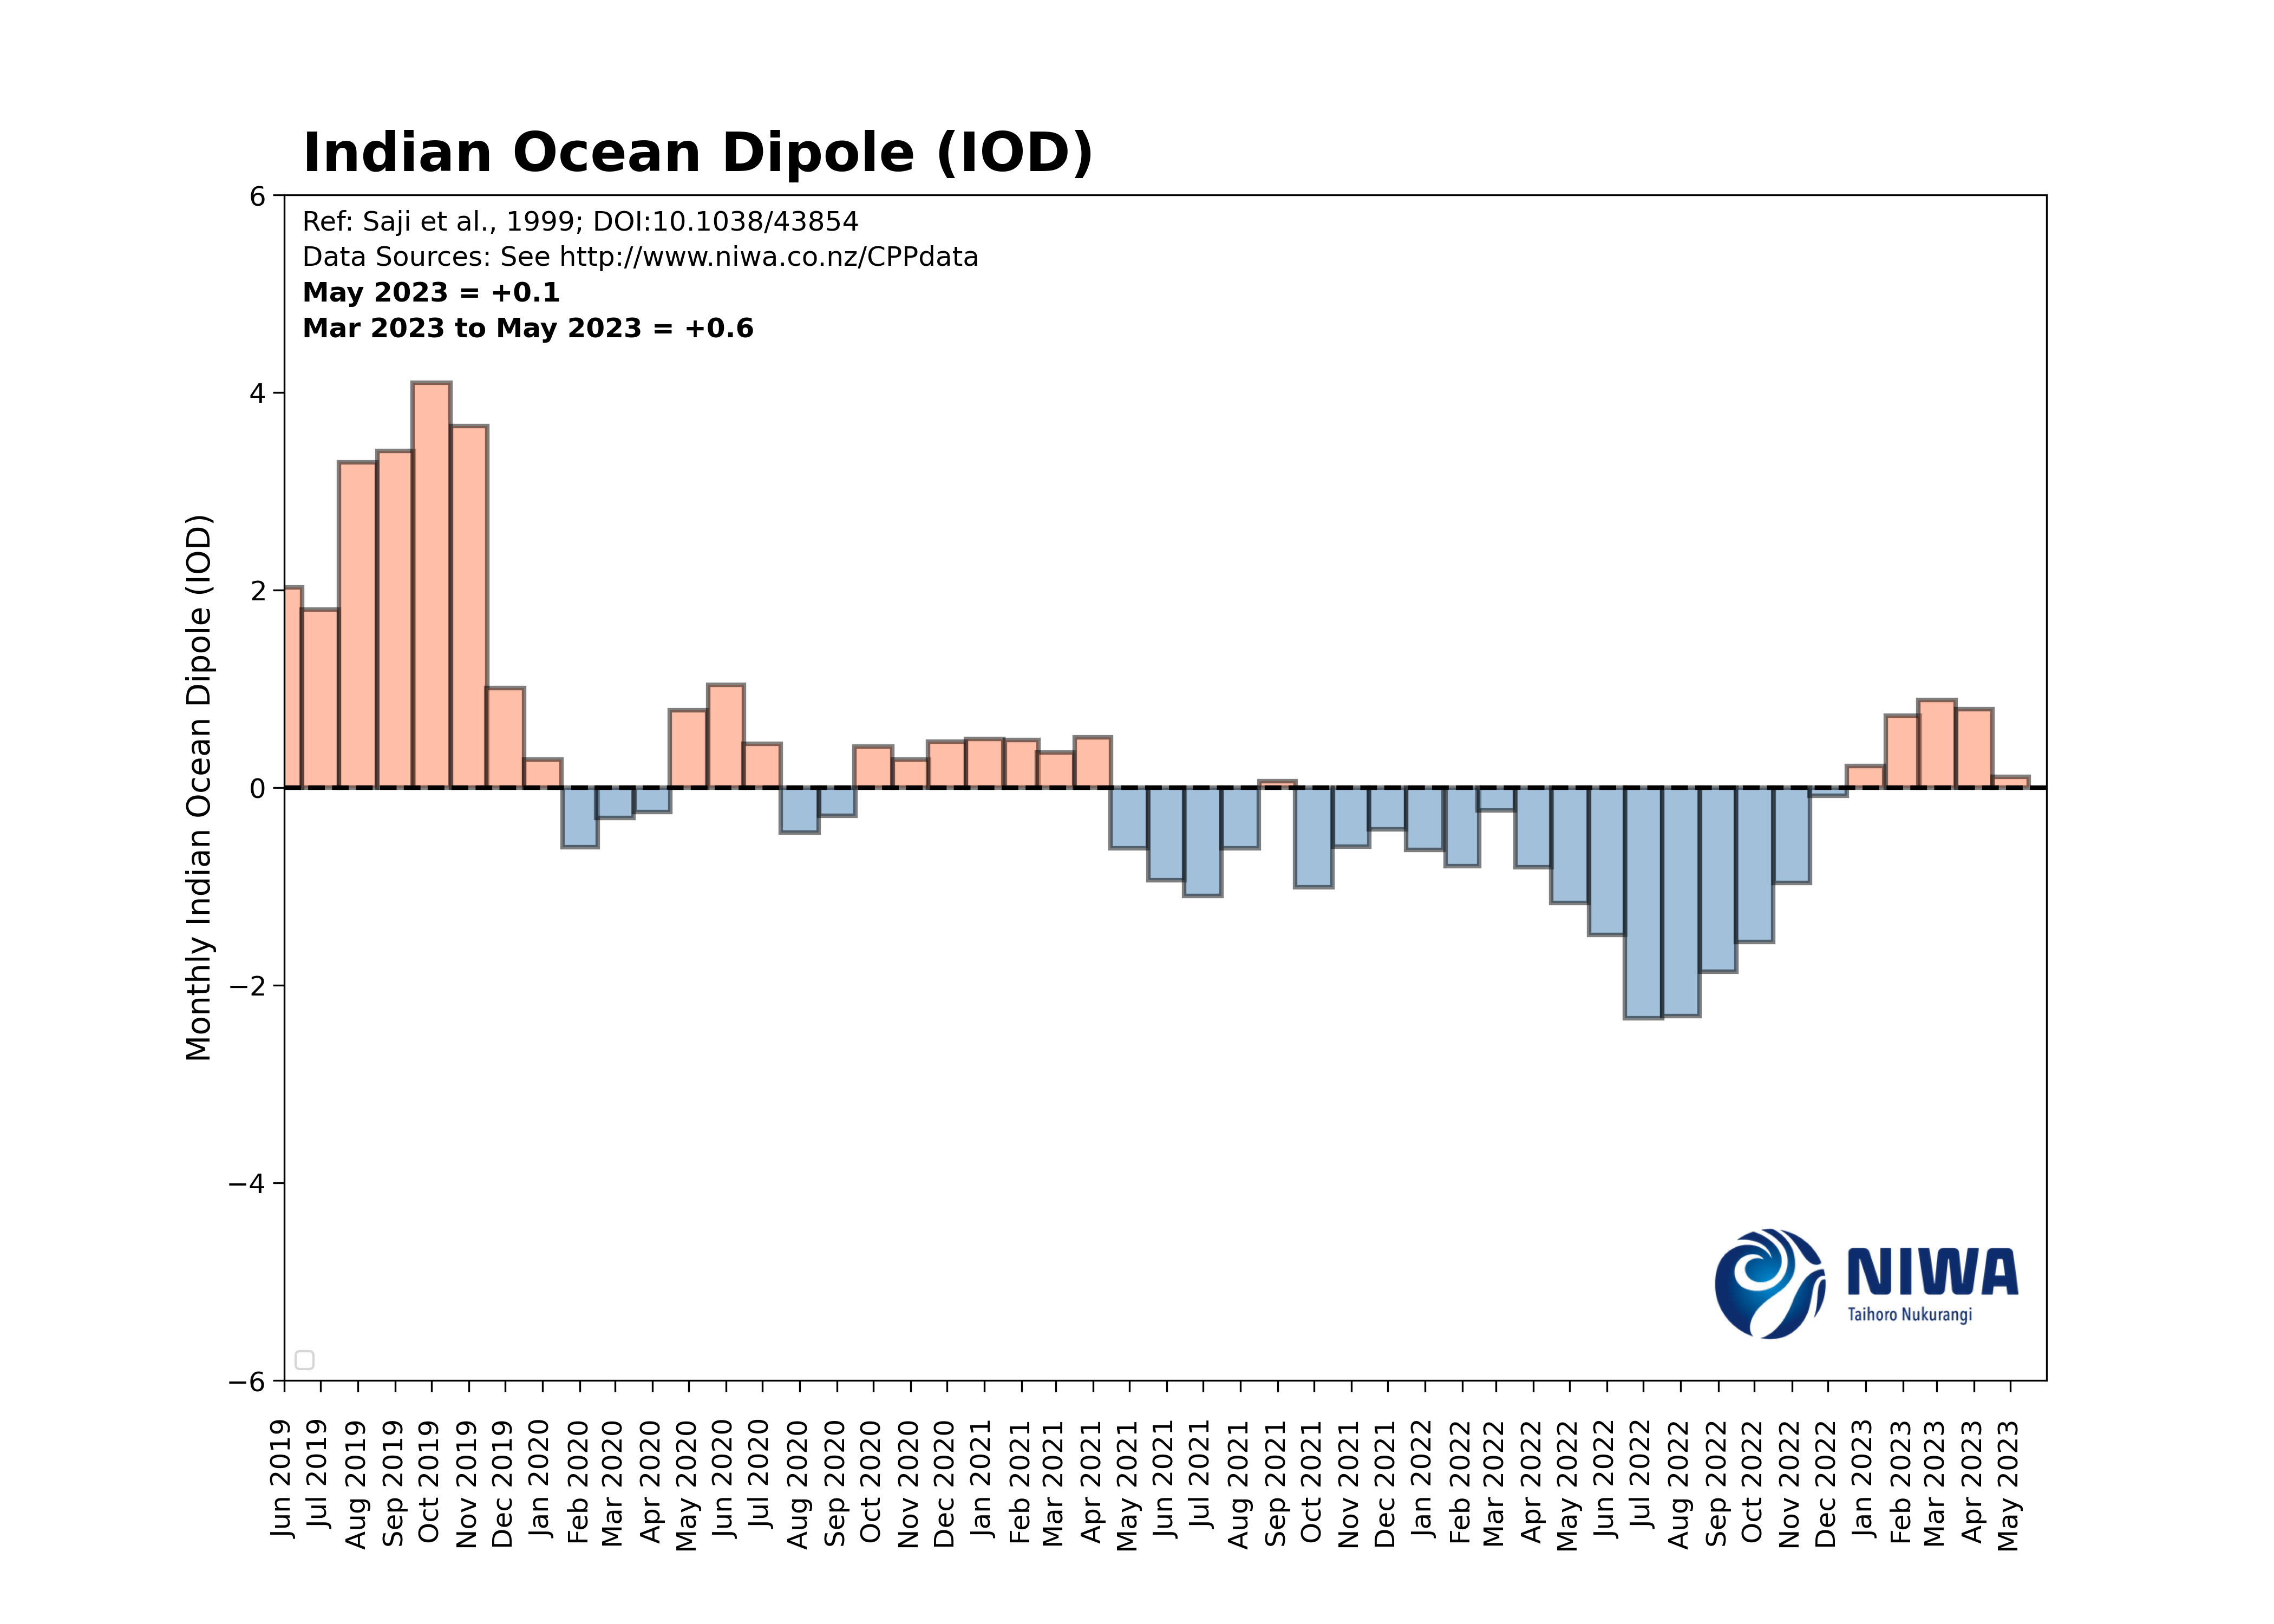 Indian Ocean Dipole (IOD)
Ref: Saji et al., 1999; DOI:10.1038/43854
Data Sources: See http://www.niwa.co.nz/CPPdata
May 2023 = +0.1
Mar 2023 to May 2023 = +0.6
Monthly Indian Ocean Dipole (IOD)
6
4
2
0
−2
−4
−6
NIWA
Taihoro Nukurangi
Jun 2019
Jul 2019
Aug 2019
Sep 2019
Oct 2019
Nov 2019
Dec 2019
Jan 2020
Feb 2020
Mar 2020
Apr 2020
May 2020
Jun 2020
Jul 2020
Aug 2020
Sep 2020
Oct 2020
Nov 2020
Dec 2020
Jan 2021
Feb 2021
Mar 2021
Apr 2021
May 2021
Jun 2021
Jul 2021
Aug 2021
Sep 2021
Oct 2021
Nov 2021
Dec 2021
Jan 2022
Feb 2022
Mar 2022
Apr 2022
May 2022
Jun 2022
Jul 2022
Aug 2022
Sep 2022
Oct 2022
Nov 2022
Dec 2022
Jan 2023
Feb 2023
Mar 2023
Apr 2023
May 2023